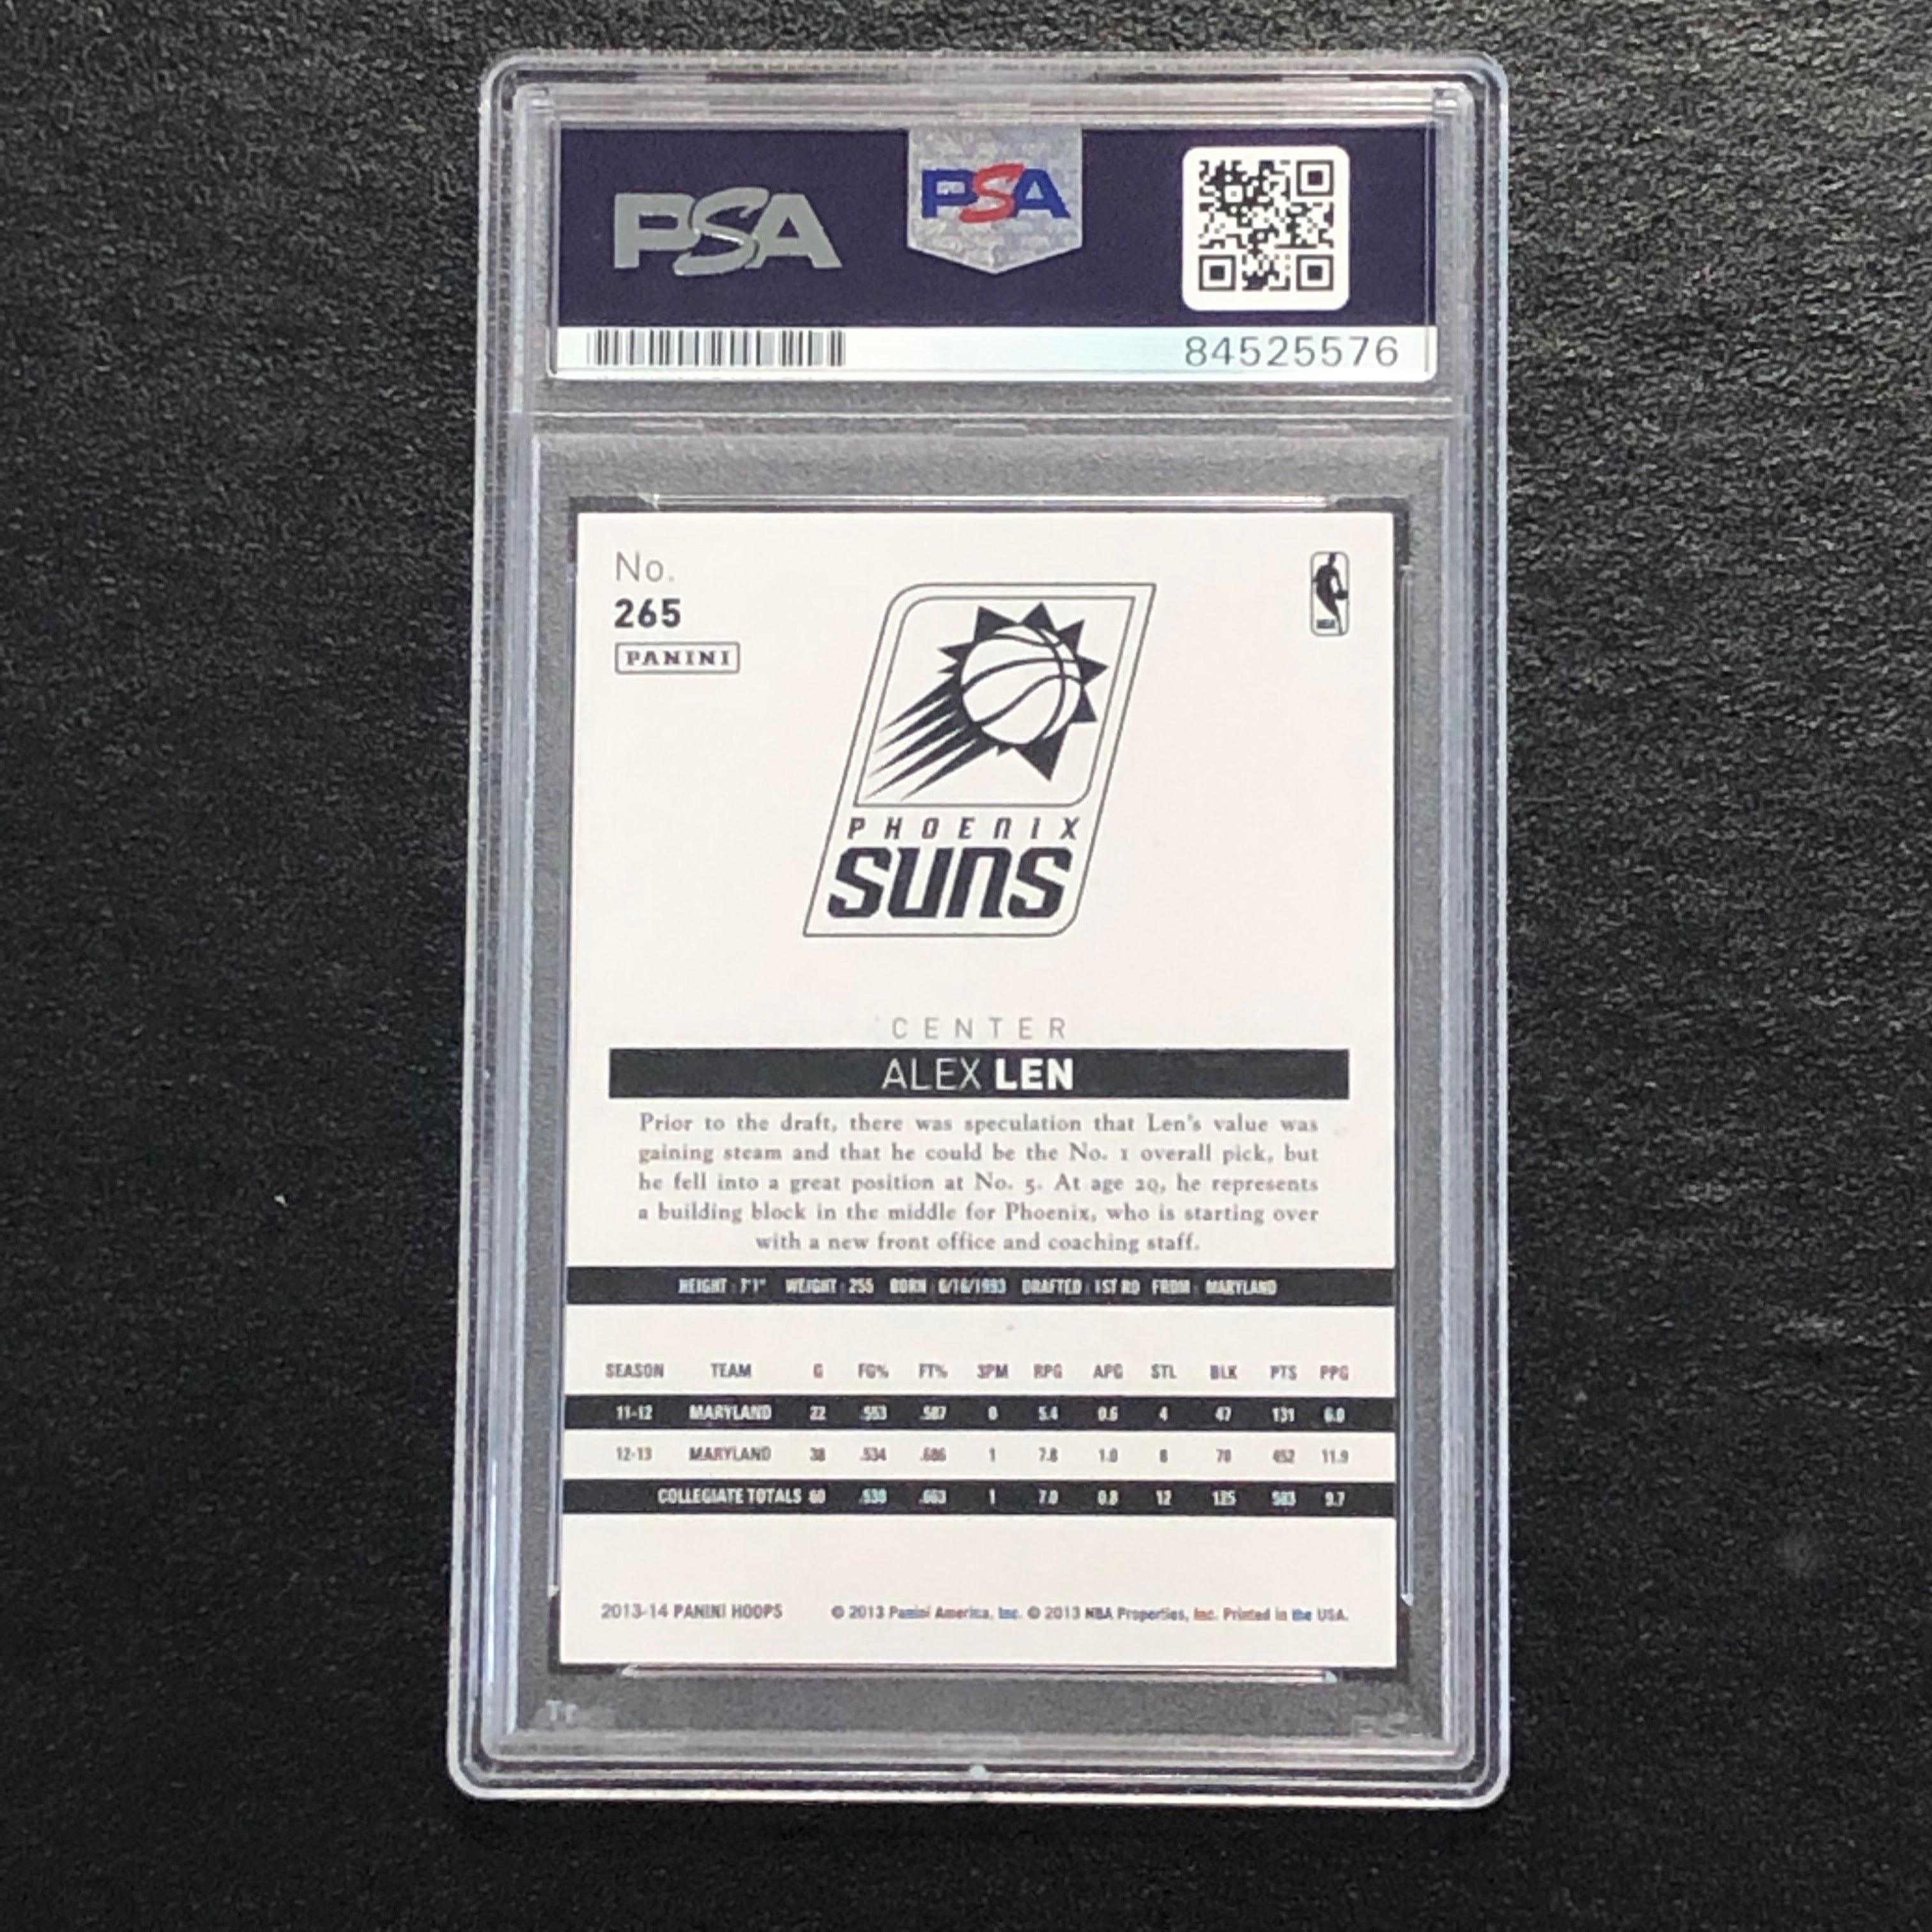 PSA
PSA
84525576
No.
265
PANINI
PHOENIX
SUNS
CENTER
ALEX LEN
Prior to the draft, there was speculation that Len's value was
gaining steam and that he could be the No. 1 overall pick, but
he fell into a great position at No. 5. At age 20, he represents
a building block in the middle for Phoenix, who is starting over
with a new front office and coaching staff.
HEIGHT : 7'1" WEIGHT : 255 BORN : 6/16/1993 DRAFTED : 1ST RD FROM : MARYLAND
SEASON TEAM G FG% FT% 3PM RPG APG STL BLK PTS PPG
11-12 MARYLAND 22 .553 .587 0 5.4 0.6 4 47 131 6.0
12-13 MARYLAND 38 .534 .686 1 7.8 1.0 8 78 452 11.9
COLLEGIATE TOTALS 60 .538 .663 1 7.0 0.8 12 125 583 9.7
2013-14 PANINI HOOPS © 2013 Panini America, Inc. © 2013 NBA Properties, Inc. Printed in the USA.